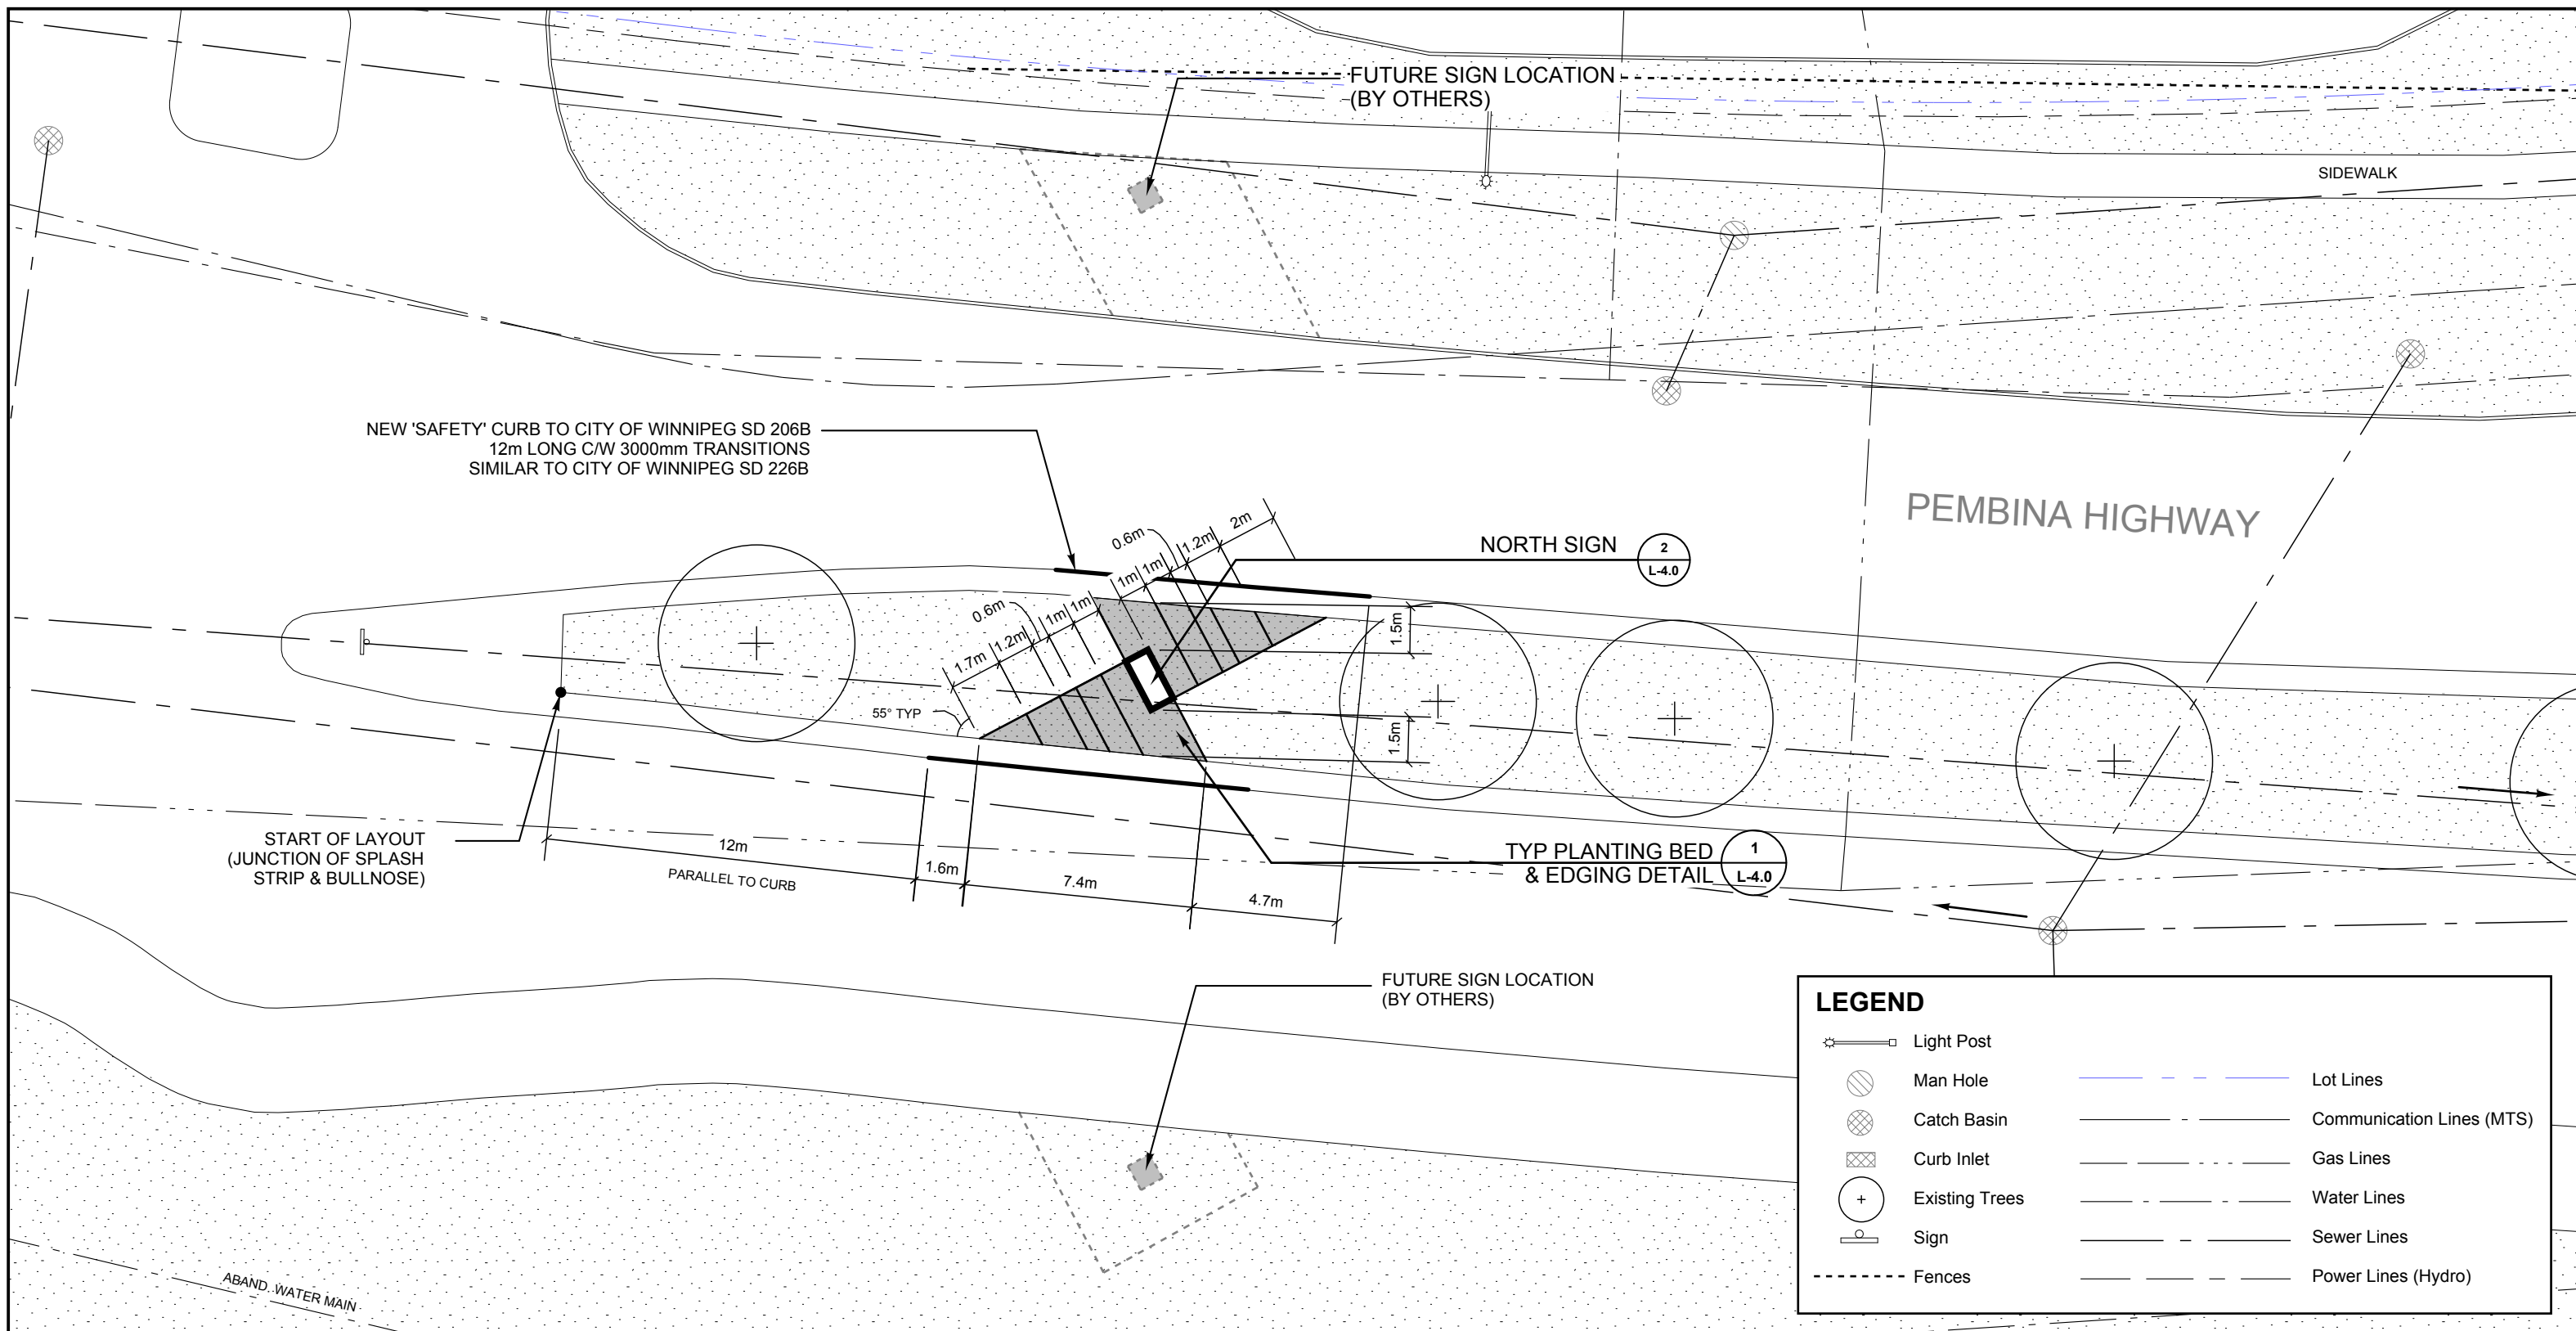 FUTURE SIGN LOCATION
(BY OTHERS)
SIDEWALK
NEW 'SAFETY' CURB TO CITY OF WINNIPEG SD 206B
12m LONG C/W 3000mm TRANSITIONS
SIMILAR TO CITY OF WINNIPEG SD 226B
PEMBINA HIGHWAY
2m
1.2m
0.6m
1m
1m
NORTH SIGN
2
L-4.0
0.6m
1m
1m
1.2m
1.7m
1.5m
55° TYP
1.5m
START OF LAYOUT
(JUNCTION OF SPLASH
STRIP & BULLNOSE)
12m
PARALLEL TO CURB
1.6m
7.4m
4.7m
TYP PLANTING BED
& EDGING DETAIL
1
L-4.0
FUTURE SIGN LOCATION
(BY OTHERS)
ABAND. WATER MAIN
LEGEND
Light Post
Man Hole
Catch Basin
Curb Inlet
Existing Trees
Sign
Fences
Lot Lines
Communication Lines (MTS)
Gas Lines
Water Lines
Sewer Lines
Power Lines (Hydro)